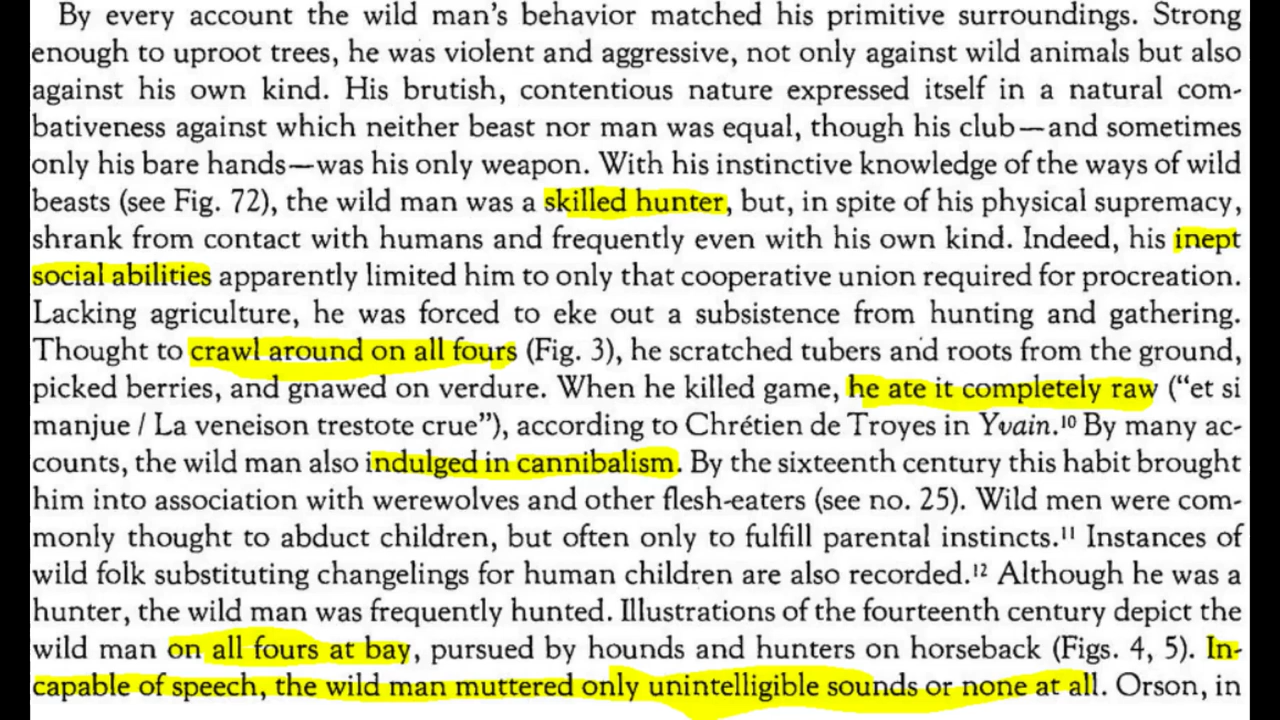 By every account the wild man's behavior matched his primitive surroundings. Strong
enough to uproot trees, he was violent and aggressive, not only against wild animals but also
against his own kind. His brutish, contentious nature expressed itself in a natural com-
bativeness against which neither beast nor man was equal, though his club—and sometimes
only his bare hands—was his only weapon. With his instinctive knowledge of the ways of wild
beasts (see Fig. 72), the wild man was a skilled hunter, but, in spite of his physical supremacy,
shrank from contact with humans and frequently even with his own kind. Indeed, his inept
social abilities apparently limited him to only that cooperative union required for procreation.
Lacking agriculture, he was forced to eke out a subsistence from hunting and gathering.
Thought to crawl around on all fours (Fig. 3), he scratched tubers and roots from the ground,
picked berries, and gnawed on verdure. When he killed game, he ate it completely raw ("et si
manjue / La veneison trestote crue"), according to Chrétien de Troyes in Yvain.¹⁰ By many ac-
counts, the wild man also indulged in cannibalism. By the sixteenth century this habit brought
him into association with werewolves and other flesh-eaters (see no. 25). Wild men were com-
monly thought to abduct children, but often only to fulfill parental instincts.¹¹ Instances of
wild folk substituting changelings for human children are also recorded.¹² Although he was a
hunter, the wild man was frequently hunted. Illustrations of the fourteenth century depict the
wild man on all fours at bay, pursued by hounds and hunters on horseback (Figs. 4, 5). In-
capable of speech, the wild man muttered only unintelligible sounds or none at all. Orson, in